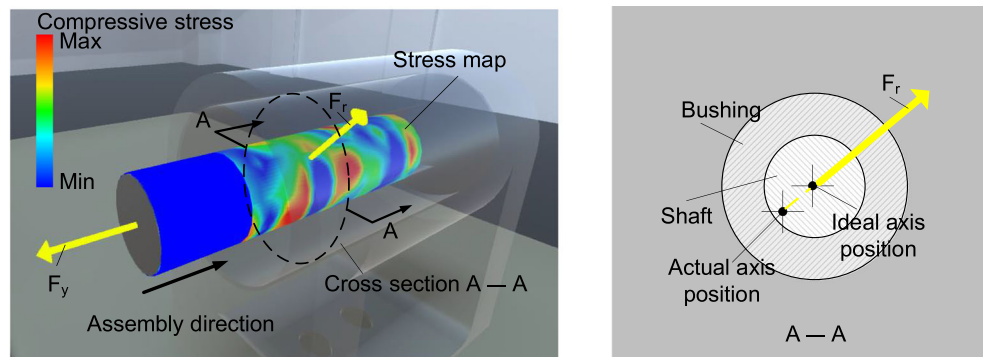 Compressive stress
Max
Min
Stress map
A
Fr
A
Fy
Cross section A — A
Assembly direction
Fr
Bushing
Shaft
Ideal axis
position
Actual axis
position
A — A